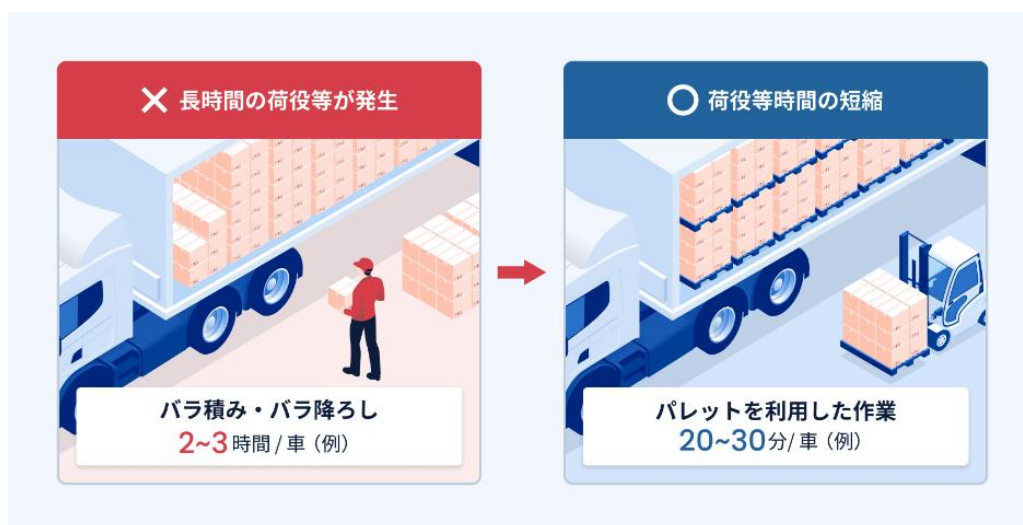 長時間の荷役等が発生
バラ積み・バラ降ろし
2~3時間/車（例）
荷役等時間の短縮
パレットを利用した作業
20~30分/車（例）